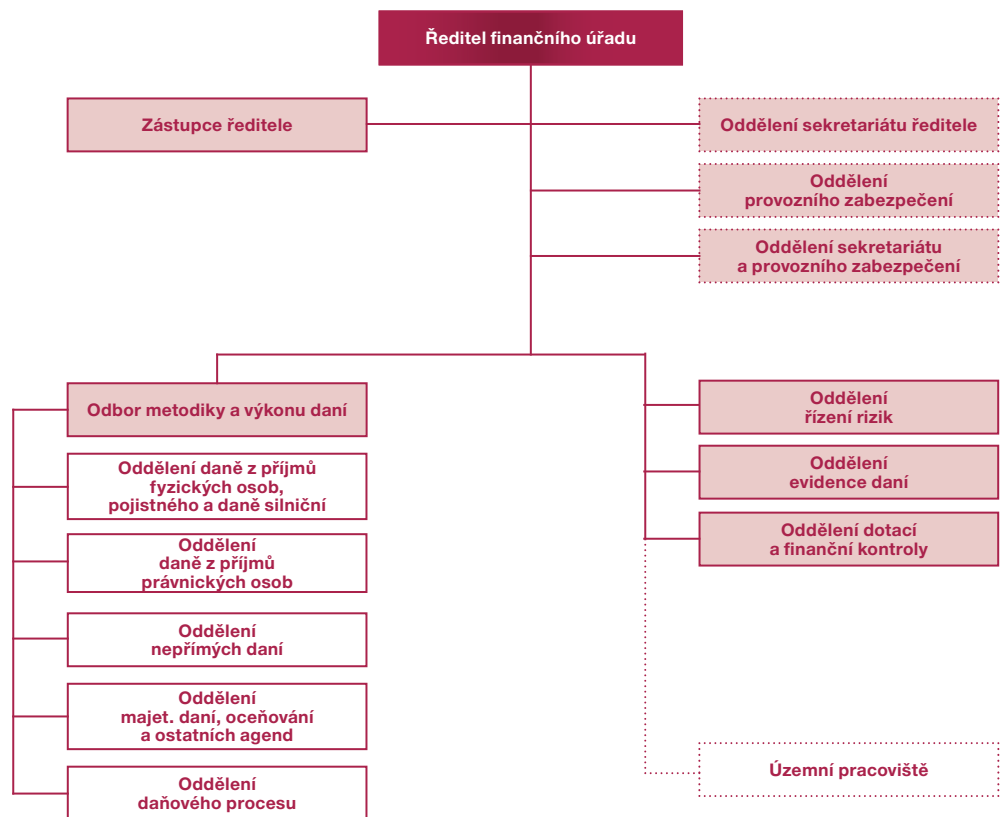 Ředitel finančního úřadu
Zástupce ředitele
Oddělení sekretariátu ředitele
Oddělení
provozního zabezpečení
Oddělení sekretariátu
a provozního zabezpečení
Odbor metodiky a výkonu daní
Oddělení daně z příjmů
fyzických osob,
pojistného a daně silniční
Oddělení
daně z příjmů
právnických osob
Oddělení
nepřímých daní
Oddělení
majet. daní, oceňování
a ostatních agend
Oddělení
daňového procesu
Oddělení
řízení rizik
Oddělení
evidence daní
Oddělení dotací
a finanční kontroly
Územní pracoviště